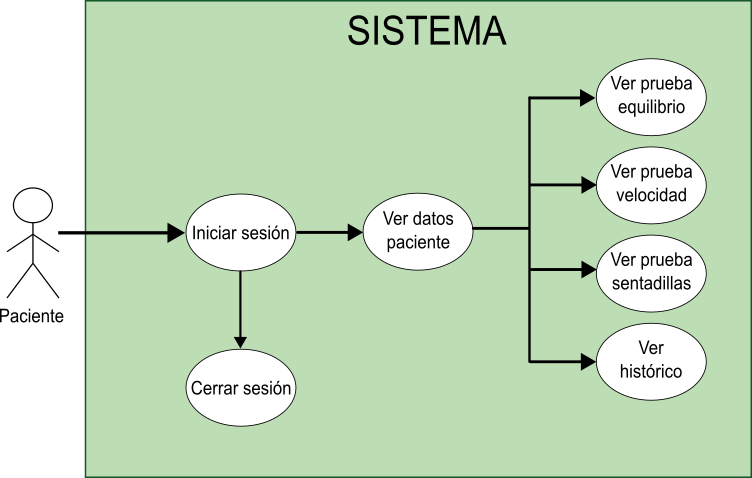 SISTEMA
Paciente
Iniciar sesión
Cerrar sesión
Ver datos
paciente
Ver prueba
equilibrio
Ver prueba
velocidad
Ver prueba
sentadillas
Ver
histórico